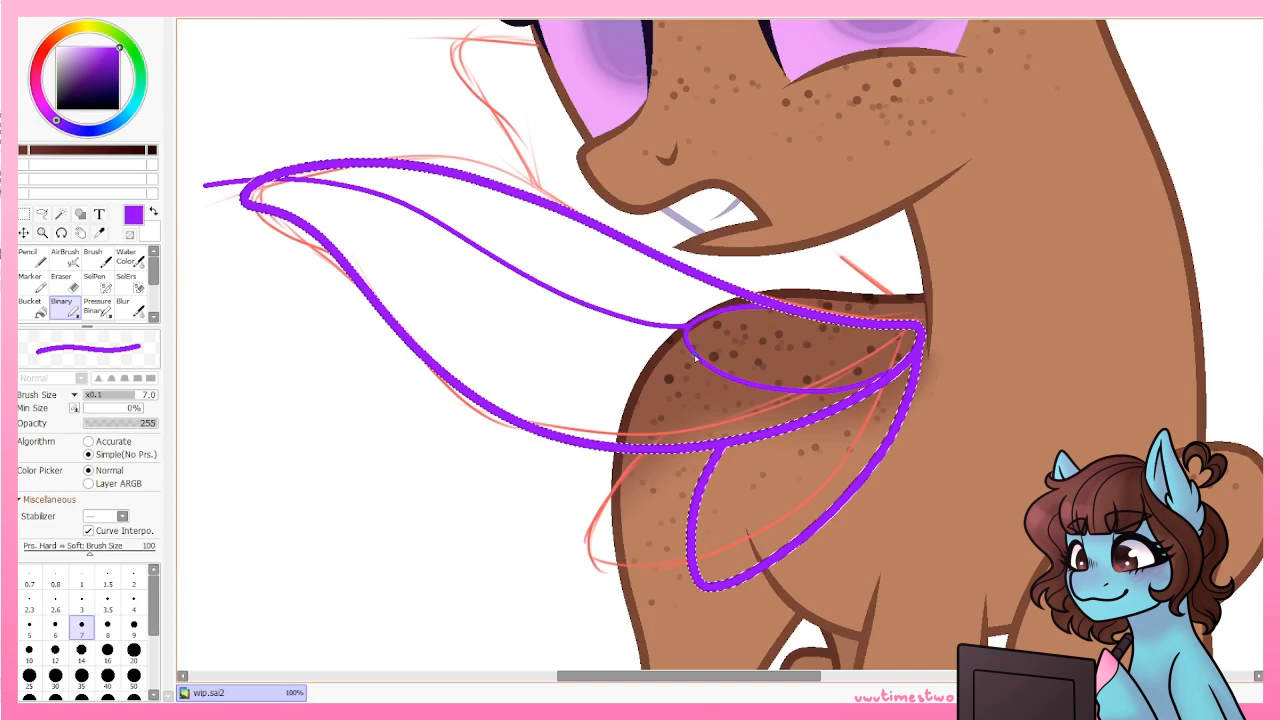 T
Pencil AirBrush Brush Water Color
Marker Eraser SelPen SelErs
Bucket Binary Pressure Binary Blur
Normal
Brush Size x0.1 7.0
Min Size 0%
Opacity 255
Algorithm Accurate
Simple(No Prs.)
Color Picker Normal
Layer ARGB
Miscellaneous
Stabilizer
Curve Interpo.
Prs. Hard ⇔ Soft: Brush Size 100
0.7 0.8 1 1.5 2
2.3 2.6 3 3.5 4
5 6 7 8 9
10 12 14 16 20
25 30 35 40 50
wip.sai2 100%
uwutimestwo